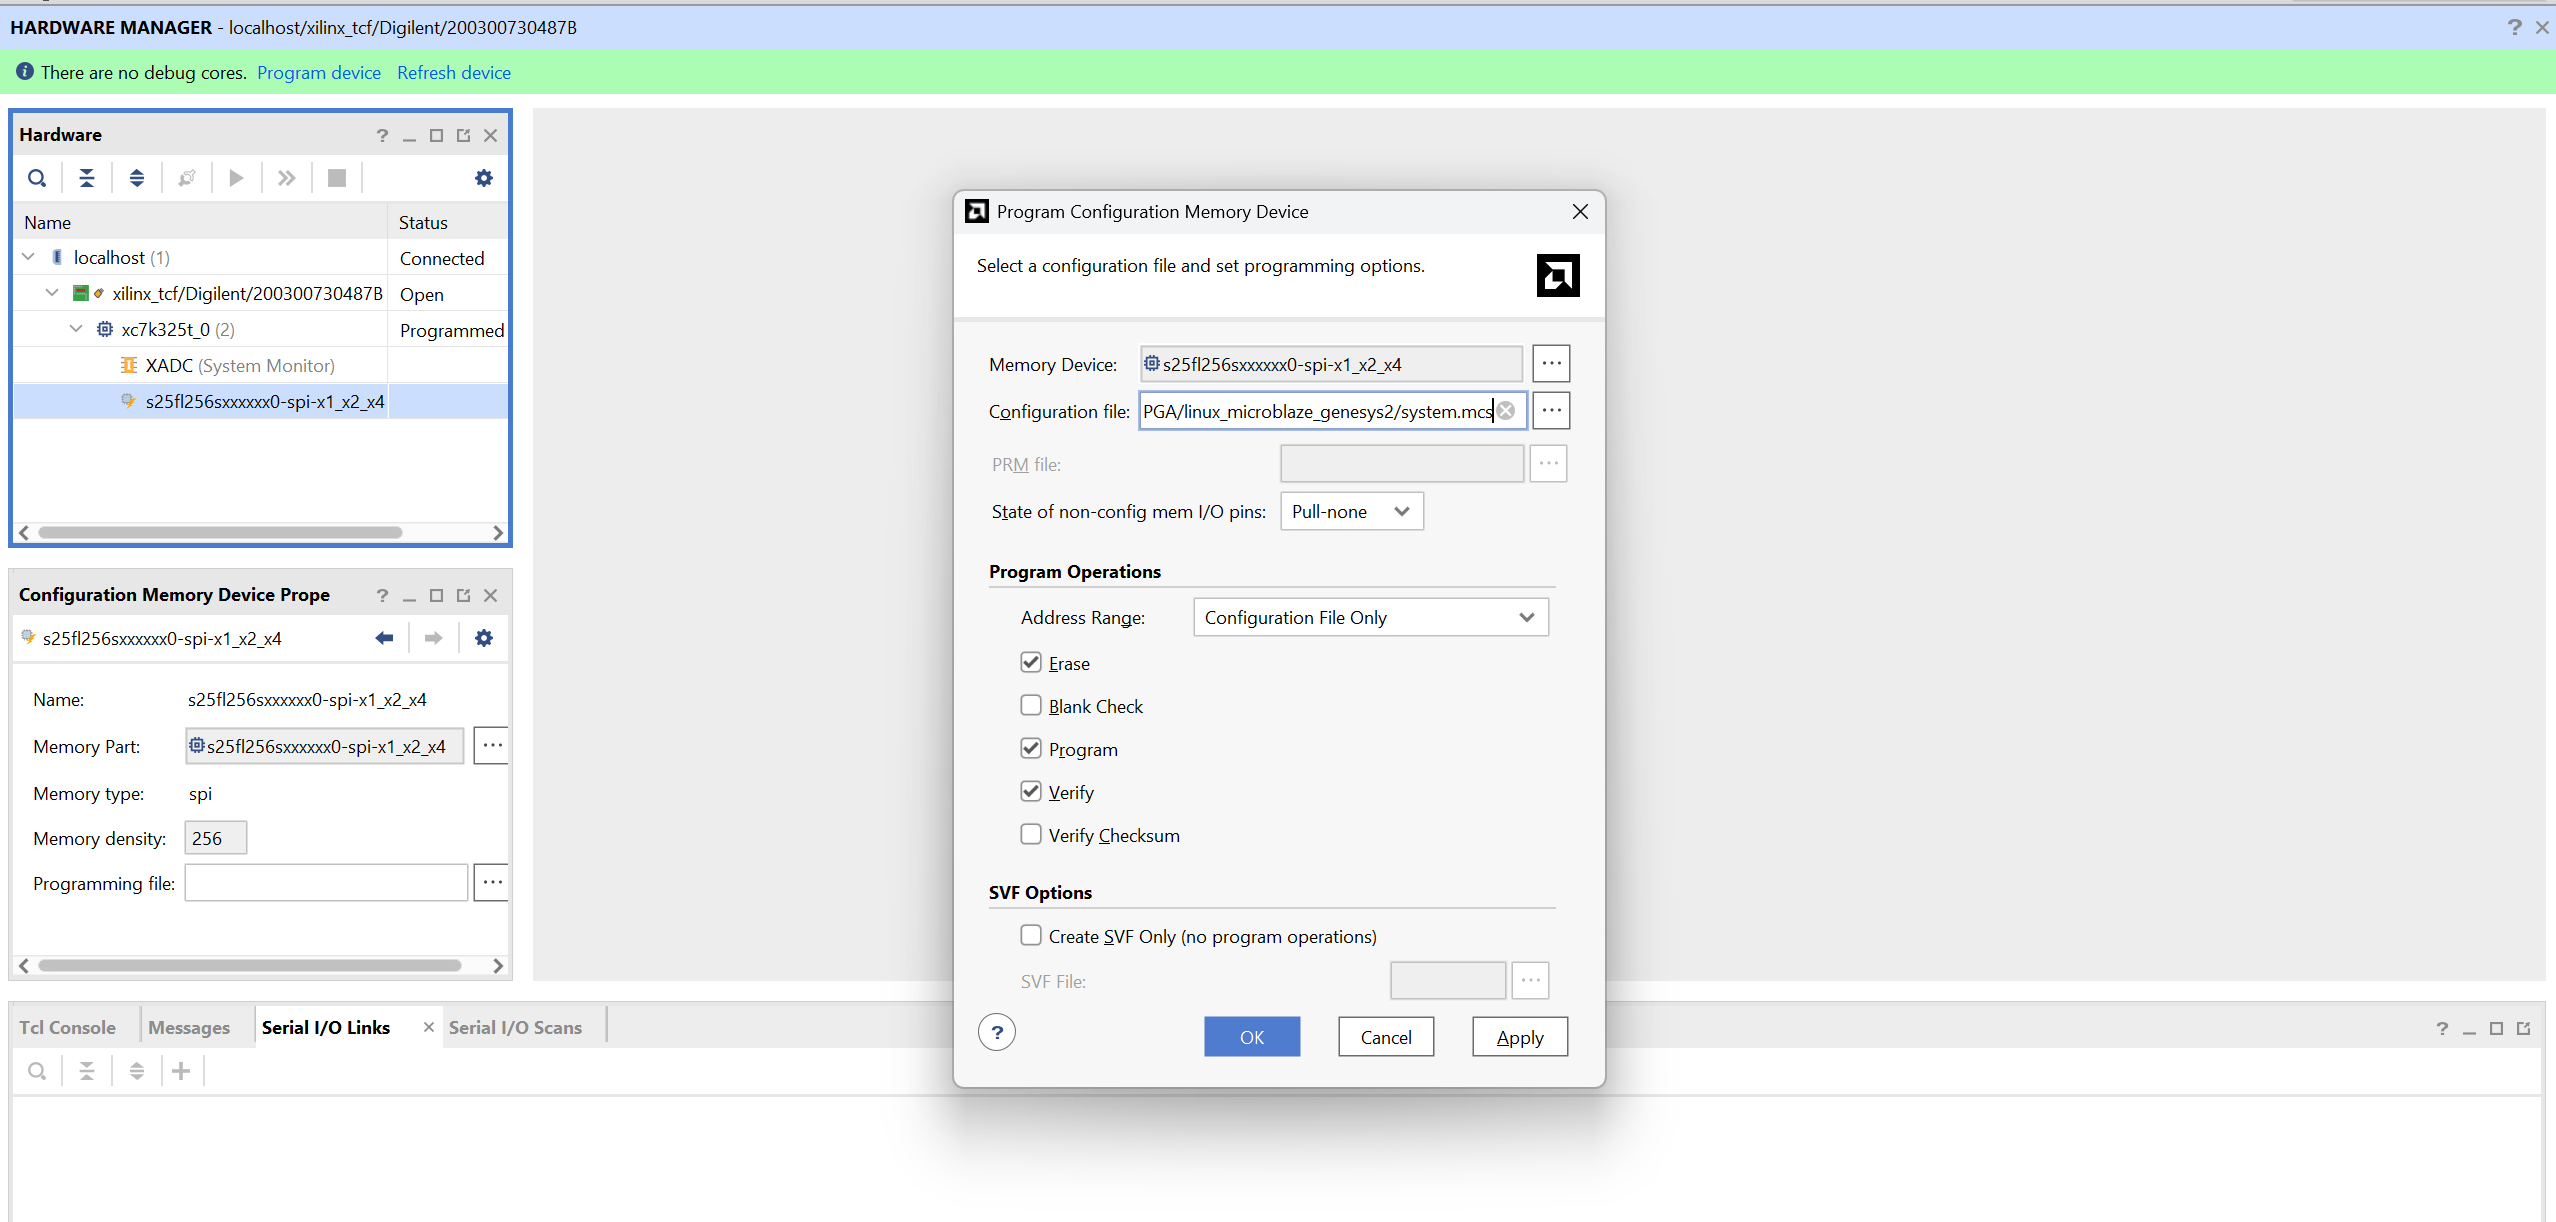 HARDWARE MANAGER - localhost/xilinx_tcf/Digilent/200300730487B
There are no debug cores. Program device Refresh device
Hardware
Name Status
localhost (1) Connected
xilinx_tcf/Digilent/200300730487B Open
xc7k325t_0 (2) Programmed
XADC (System Monitor)
s25fl256sxxxxxx0-spi-x1_x2_x4
Configuration Memory Device Prope
s25fl256sxxxxxx0-spi-x1_x2_x4
Name: s25fl256sxxxxxx0-spi-x1_x2_x4
Memory Part: s25fl256sxxxxxx0-spi-x1_x2_x4
Memory type: spi
Memory density: 256
Programming file:
Program Configuration Memory Device
Select a configuration file and set programming options.
Memory Device: s25fl256sxxxxxx0-spi-x1_x2_x4
Configuration file: PGA/linux_microblaze_genesys2/system.mcs
PRM file:
State of non-config mem I/O pins: Pull-none
Program Operations
Address Range: Configuration File Only
Erase
Blank Check
Program
Verify
Verify Checksum
SVF Options
Create SVF Only (no program operations)
SVF File:
OK Cancel Apply
Tcl Console Messages Serial I/O Links Serial I/O Scans